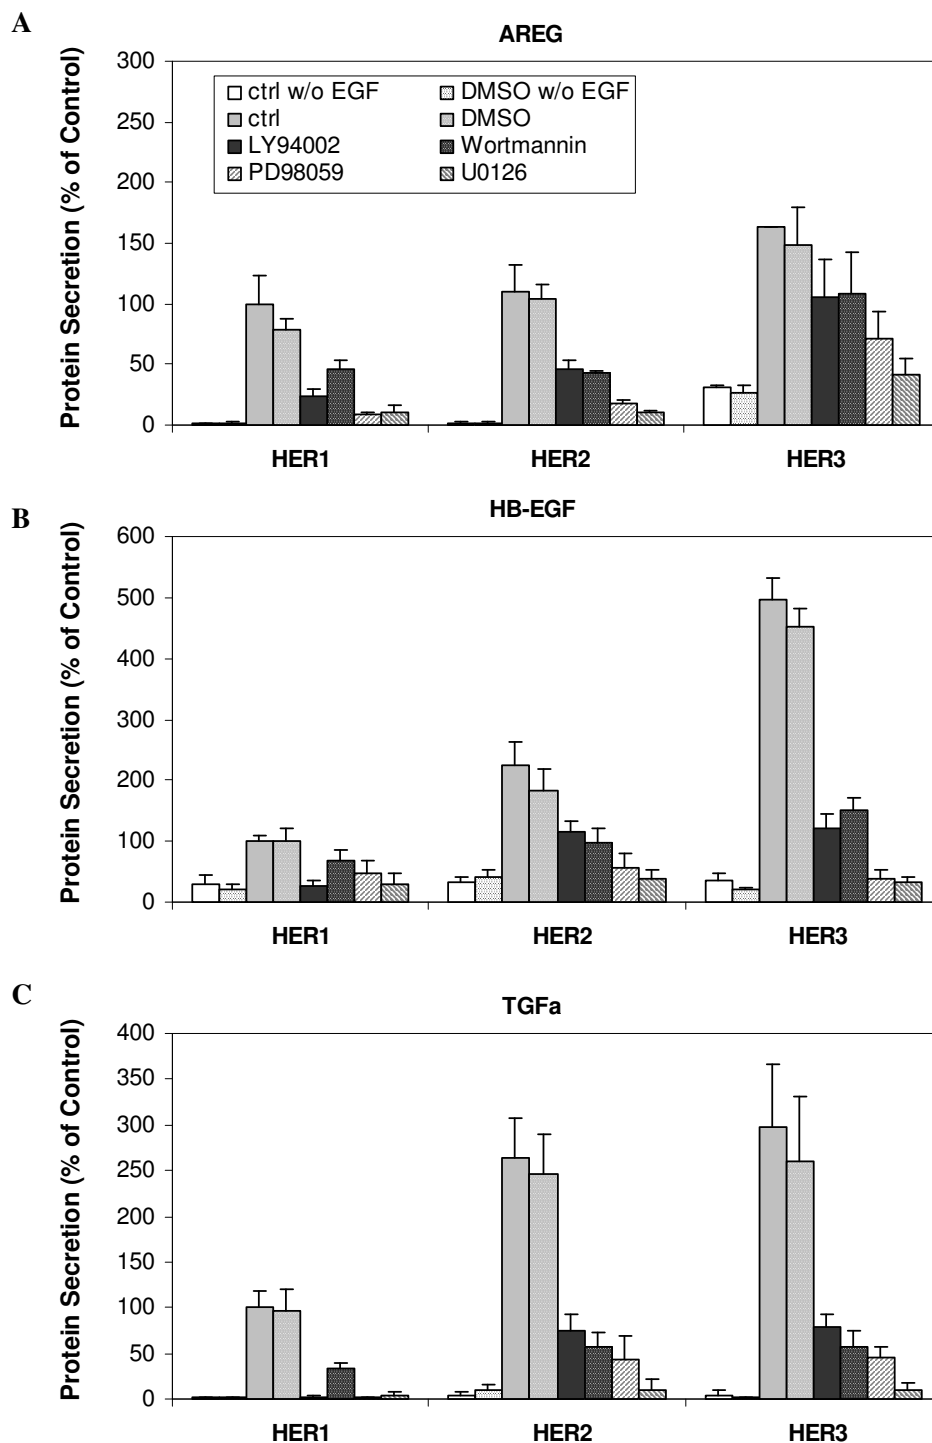 A
AREG
Protein Secretion (% of Control)
300
250
200
150
100
50
0
ctrl w/o EGF DMSO w/o EGF
ctrl DMSO
LY94002 Wortmannin
PD98059 U0126
HER1 HER2 HER3
B
HB-EGF
Protein Secretion (% of Control)
600
500
400
300
200
100
0
HER1 HER2 HER3
C
TGFa
Protein Secretion (% of Control)
400
350
300
250
200
150
100
50
0
HER1 HER2 HER3